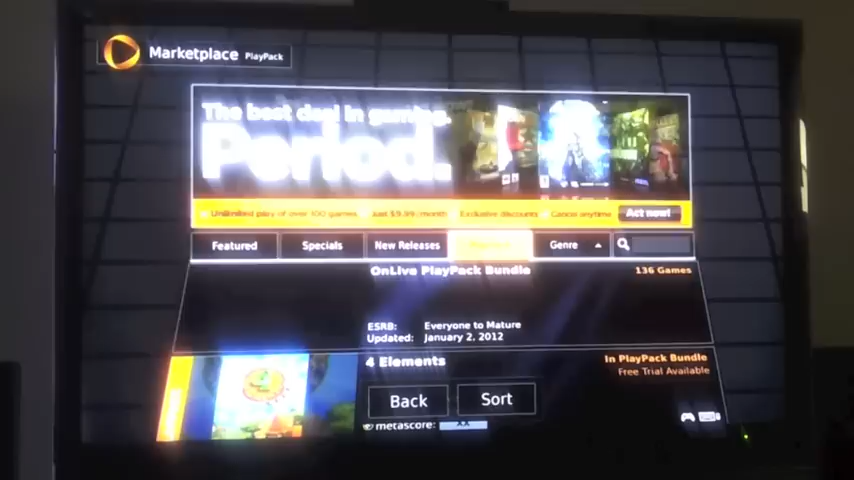 Marketplace PlayPack
The best deal in gaming.
Period.
Unlimited play of over 100 games Just $9.99/month Exclusive discounts Cancel anytime Act now!
Featured Specials New Releases Genre
OnLive PlayPack Bundle 136 Games
ESRB: Everyone to Mature
Updated: January 2, 2012
4 Elements In PlayPack Bundle
Free Trial Available
Back Sort
metascore: